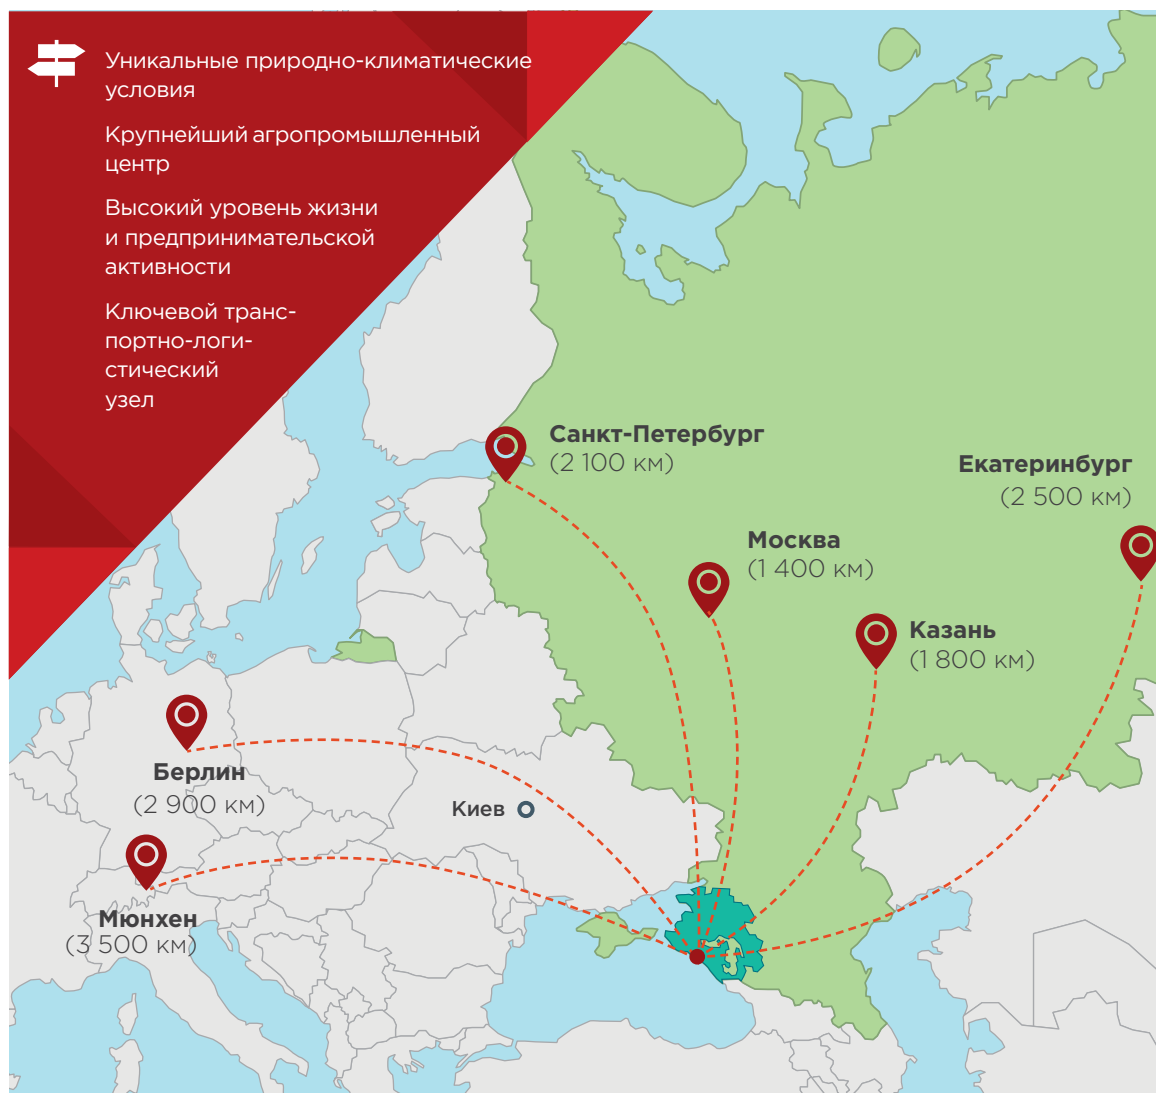 Уникальные природно-климатические
условия
Крупнейший агропромышленный
центр
Высокий уровень жизни
и предпринимательской
активности
Ключевой транс-
портно-логи-
стический
узел
Санкт-Петербург
(2 100 км)
Екатеринбург
(2 500 км)
Москва
(1 400 км)
Казань
(1 800 км)
Берлин
(2 900 км)
Киев
Мюнхен
(3 500 км)